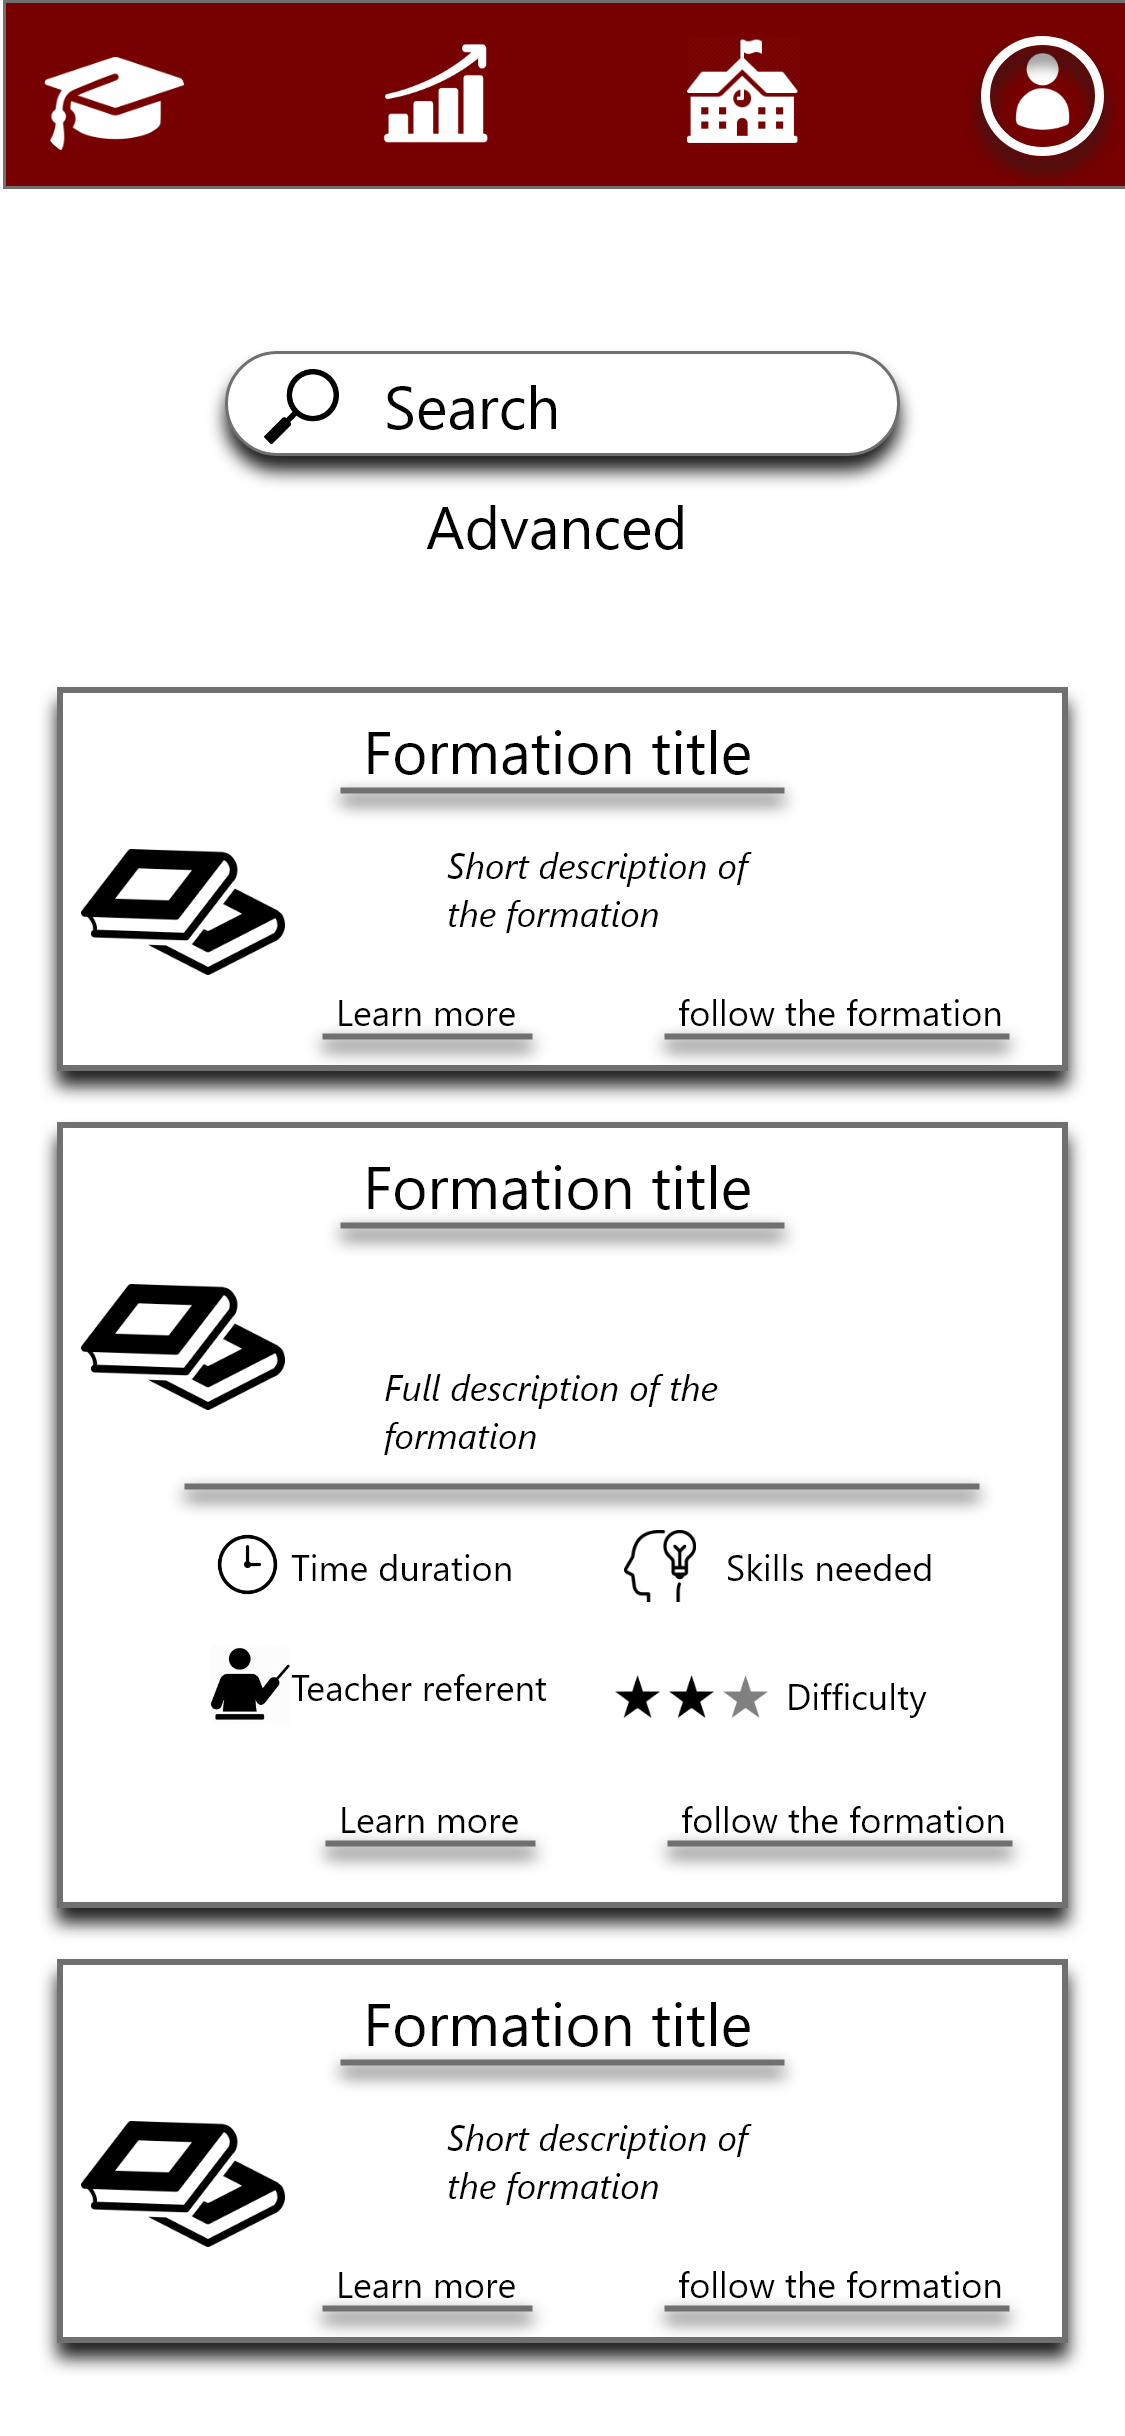 Search
Advanced
Formation title
Short description of
the formation
Learn more
follow the formation
Formation title
Full description of the
formation
Time duration
Skills needed
Teacher referent
Difficulty
Learn more
follow the formation
Formation title
Short description of
the formation
Learn more
follow the formation